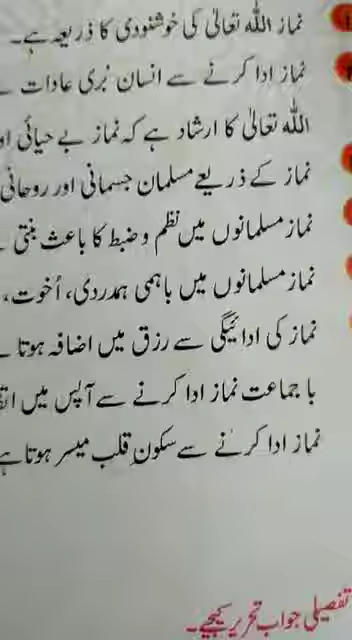 نماز اللہ تعالیٰ کی خوشنودی کا ذریعہ ہے۔
نماز ادا کرنے سے انسان بُری عادات
اللہ تعالیٰ کا ارشاد ہے کہ نماز بے حیائی
نماز کے ذریعے مسلمان جسمانی اور روحانی
نماز مسلمانوں میں نظم و ضبط کا باعث بنتی
نماز مسلمانوں میں باہمی ہمدردی، اُخوت،
نماز کی ادائیگی سے رزق میں اضافہ ہوتا
با جماعت نماز ادا کرنے سے آپس میں
نماز ادا کرنے سے سکونِ قلب میسر ہوتا ہے
تفصیلی جواب تحریر کیجیے۔